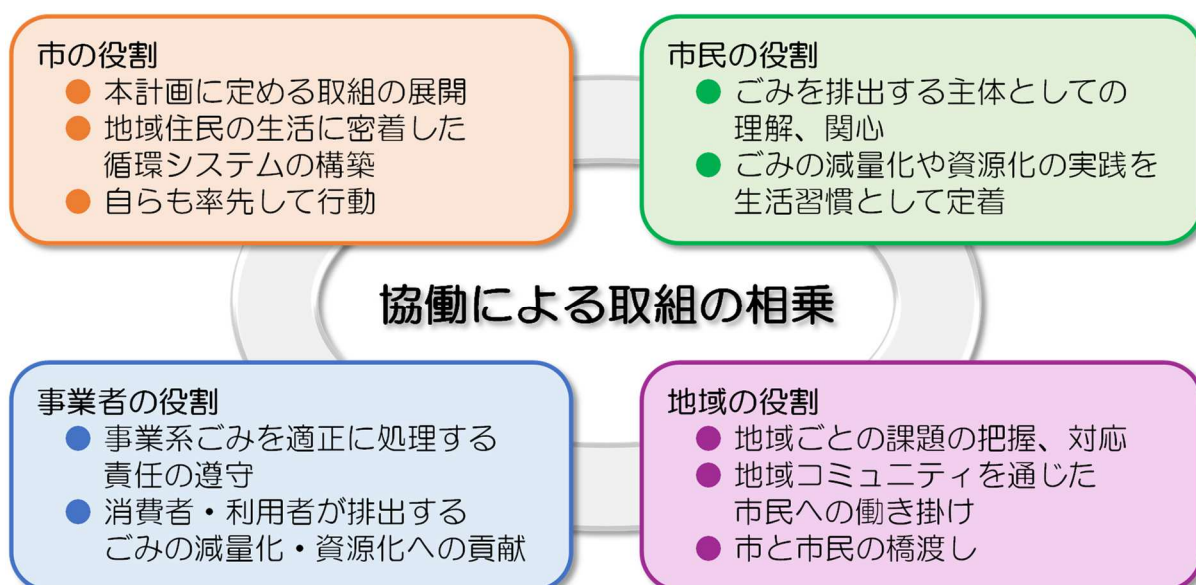 市の役割
● 本計画に定める取組の展開
● 地域住民の生活に密着した
循環システムの構築
● 自らも率先して行動
市民の役割
● ごみを排出する主体としての
理解、関心
● ごみの減量化や資源化の実践を
生活習慣として定着
協働による取組の相乗
事業者の役割
● 事業系ごみを適正に処理する
責任の遵守
● 消費者・利用者が排出する
ごみの減量化・資源化への貢献
地域の役割
● 地域ごとの課題の把握、対応
● 地域コミュニティを通じた
市民への働き掛け
● 市と市民の橋渡し